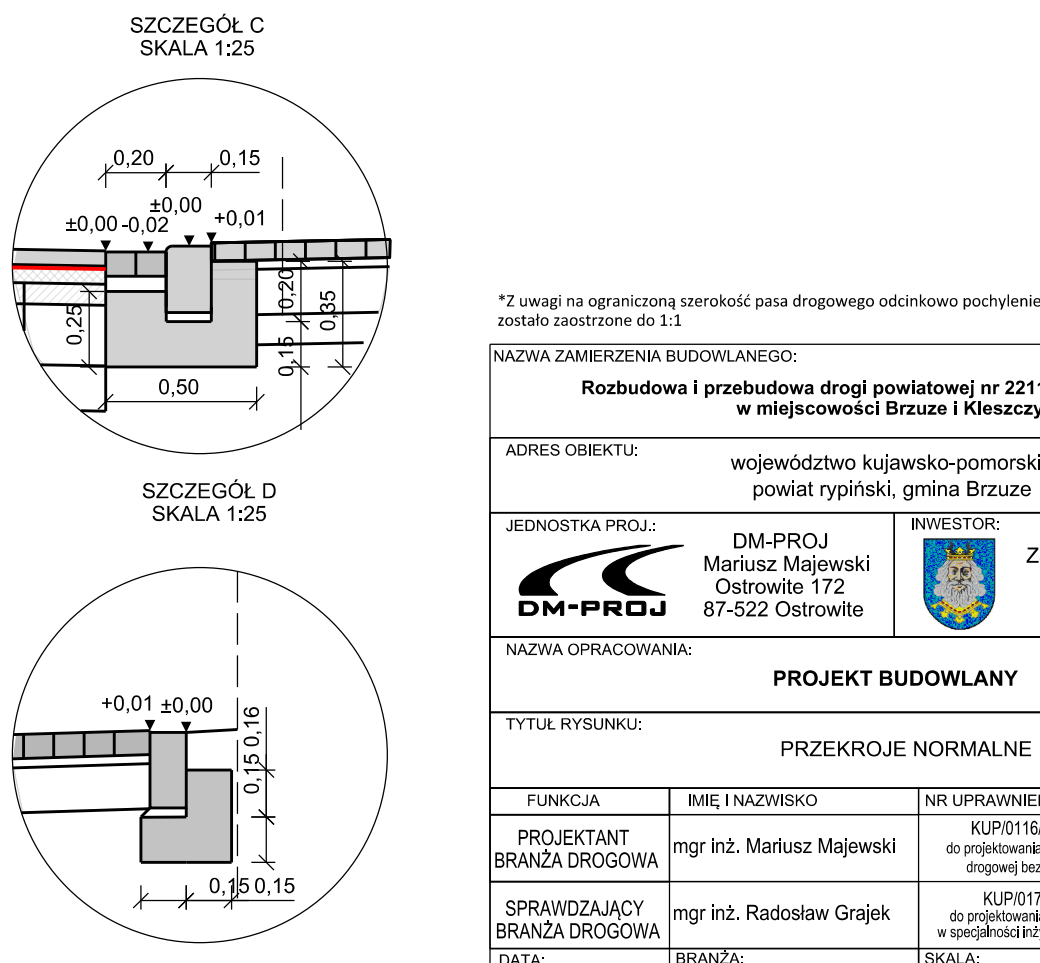 SZCZEGÓŁ C
SKALA 1:25
0,20 0,15
±0,00 -0,02 ±0,00 +0,01
0,25 0,20 0,15 0,35
0,50
SZCZEGÓŁ D
SKALA 1:25
+0,01 ±0,00
0,15 0,16
0,15 0,15
*Z uwagi na ograniczoną szerokość pasa drogowego odcinkowo pochylenie
zostało zaostrzone do 1:1
NAZWA ZAMIERZENIA BUDOWLANEGO:
Rozbudowa i przebudowa drogi powiatowej nr 2211
w miejscowości Brzuze i Kleszczy
ADRES OBIEKTU:
województwo kujawsko-pomorski
powiat rypiński, gmina Brzuze
JEDNOSTKA PROJ.:
DM-PROJ
DM-PROJ
Mariusz Majewski
Ostrowite 172
87-522 Ostrowite
INWESTOR:
Z
NAZWA OPRACOWANIA:
PROJEKT BUDOWLANY
TYTUŁ RYSUNKU:
PRZEKROJE NORMALNE
FUNKCJA IMIĘ I NAZWISKO NR UPRAWNIE
PROJEKTANT
BRANŻA DROGOWA
mgr inż. Mariusz Majewski
KUP/0116/
do projektowania
drogowej bez
SPRAWDZAJĄCY
BRANŻA DROGOWA
mgr inż. Radosław Grajek
KUP/017
do projektowani
w specjalności inż
DATA: BRANŻA: SKALA: